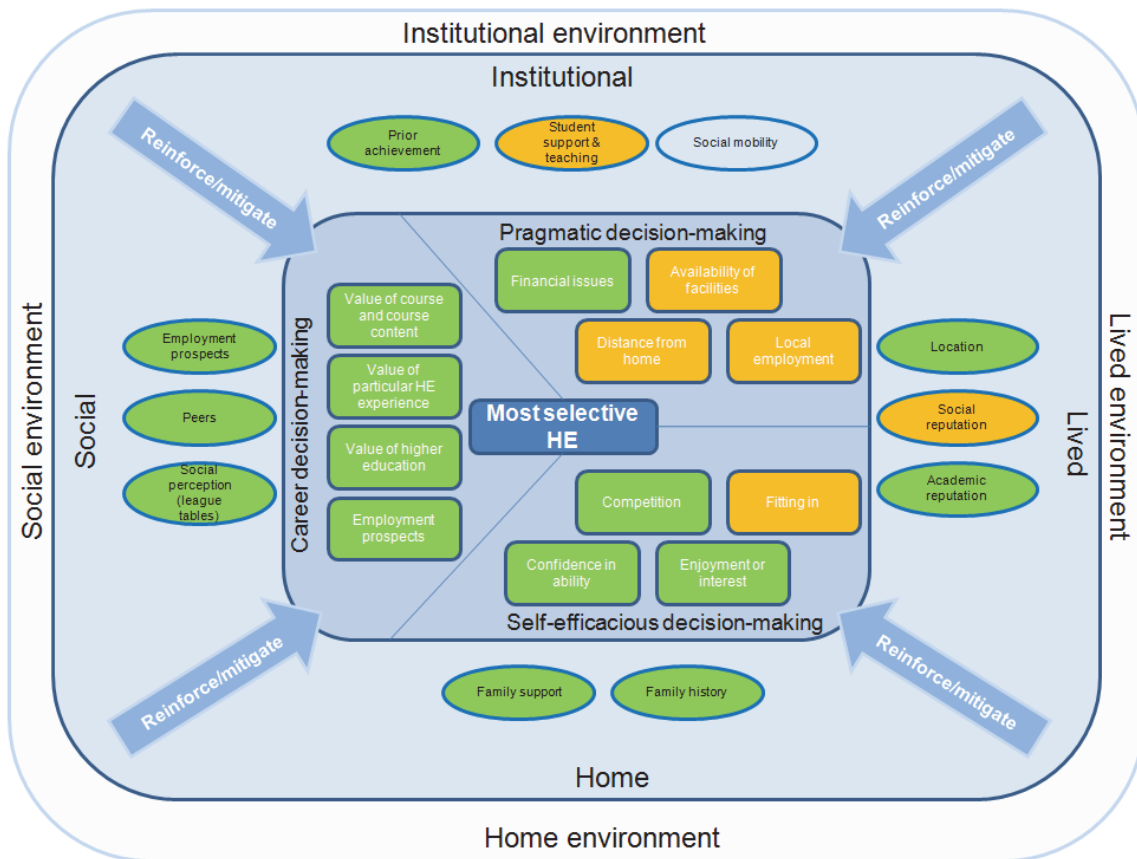 Institutional environment
Institutional
Reinforce/mitigate
Prior
achievement
Student
support &
teaching
Social mobility
Reinforce/mitigate
Pragmatic decision-making
Financial issues
Availability of
facilities
Distance from
home
Local
employment
Career decision-making
Value of course
and course
content
Value of
particular HE
experience
Value of higher
education
Employment
prospects
Most selective
HE
Competition
Fitting in
Confidence in
ability
Enjoyment or
interest
Self-efficacious decision-making
Social environment
Social
Employment
prospects
Peers
Social
perception
(league
tables)
Location
Social
reputation
Academic
reputation
Lived
Lived environment
Reinforce/mitigate
Family support
Family history
Reinforce/mitigate
Home
Home environment